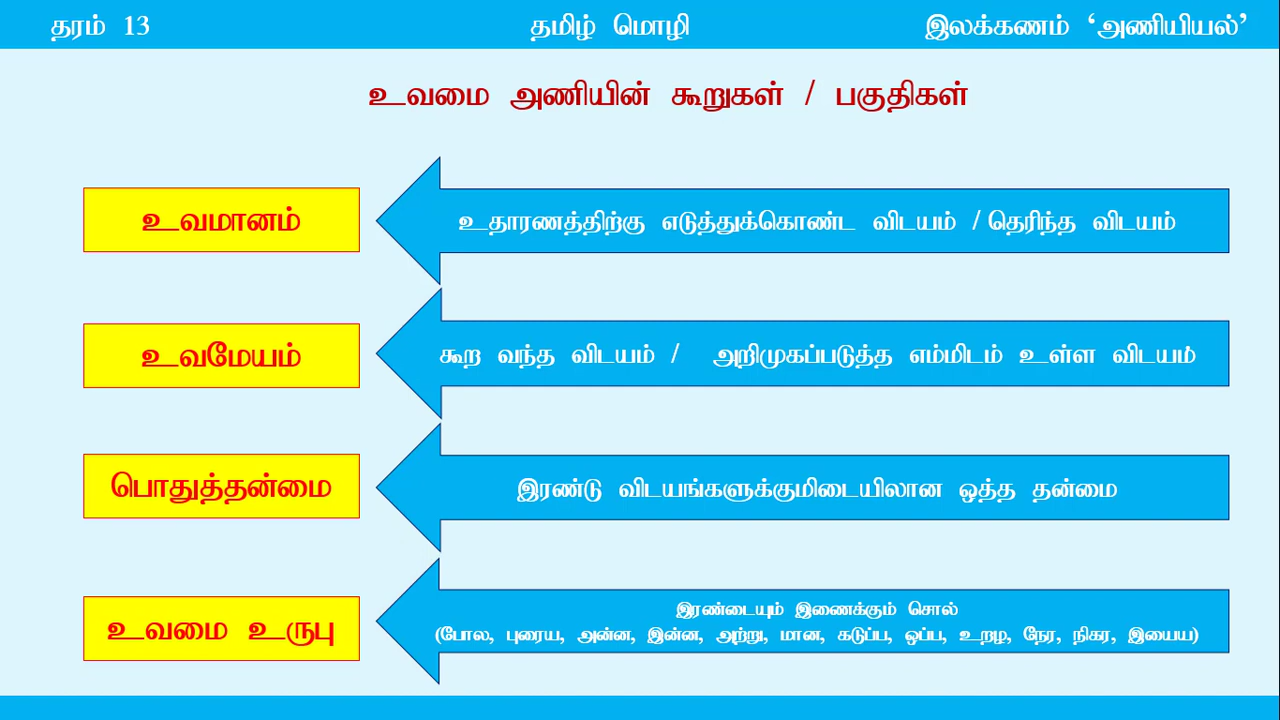 தரம் 13 தமிழ் மொழி இலக்கணம் ‘அணியியல்’
உவமை அணியின் கூறுகள் / பகுதிகள்
உவமானம்
உதாரணத்திற்கு எடுத்துக்கொண்ட விடயம் / தெரிந்த விடயம்
உவமேயம்
கூற வந்த விடயம் / அறிமுகப்படுத்த எம்மிடம் உள்ள விடயம்
பொதுத்தன்மை
இரண்டு விடயங்களுக்குமிடையிலான ஒத்த தன்மை
உவமை உருபு
இரண்டையும் இணைக்கும் சொல்
(போல, புரைய, அன்ன, இன்ன, அற்று, மான, கடுப்ப, ஒப்ப, உறழ, நேர, நிகர, இயைய)